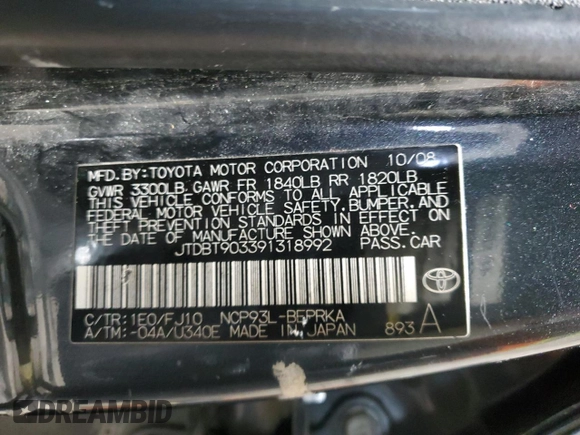 MFD.BY:TOYOTA MOTOR CORPORATION 10/08
GVWR 3300LB GAWR FR 1840LB RR 1820LB
THIS VEHICLE CONFORMS TO ALL APPLICABLE
FEDERAL MOTOR VEHICLE SAFETY,BUMPER,AND
THEFT PREVENTION STANDARDS IN EFFECT ON
THE DATE OF MANUFACTURE SHOWN ABOVE.
JTDBT903391318992 PASS.CAR
C/TR:1E0/FJ10 NCP93L-BEPRKA
A/TM:-04A/U340E MADE IN JAPAN 893 A
DREAMBID